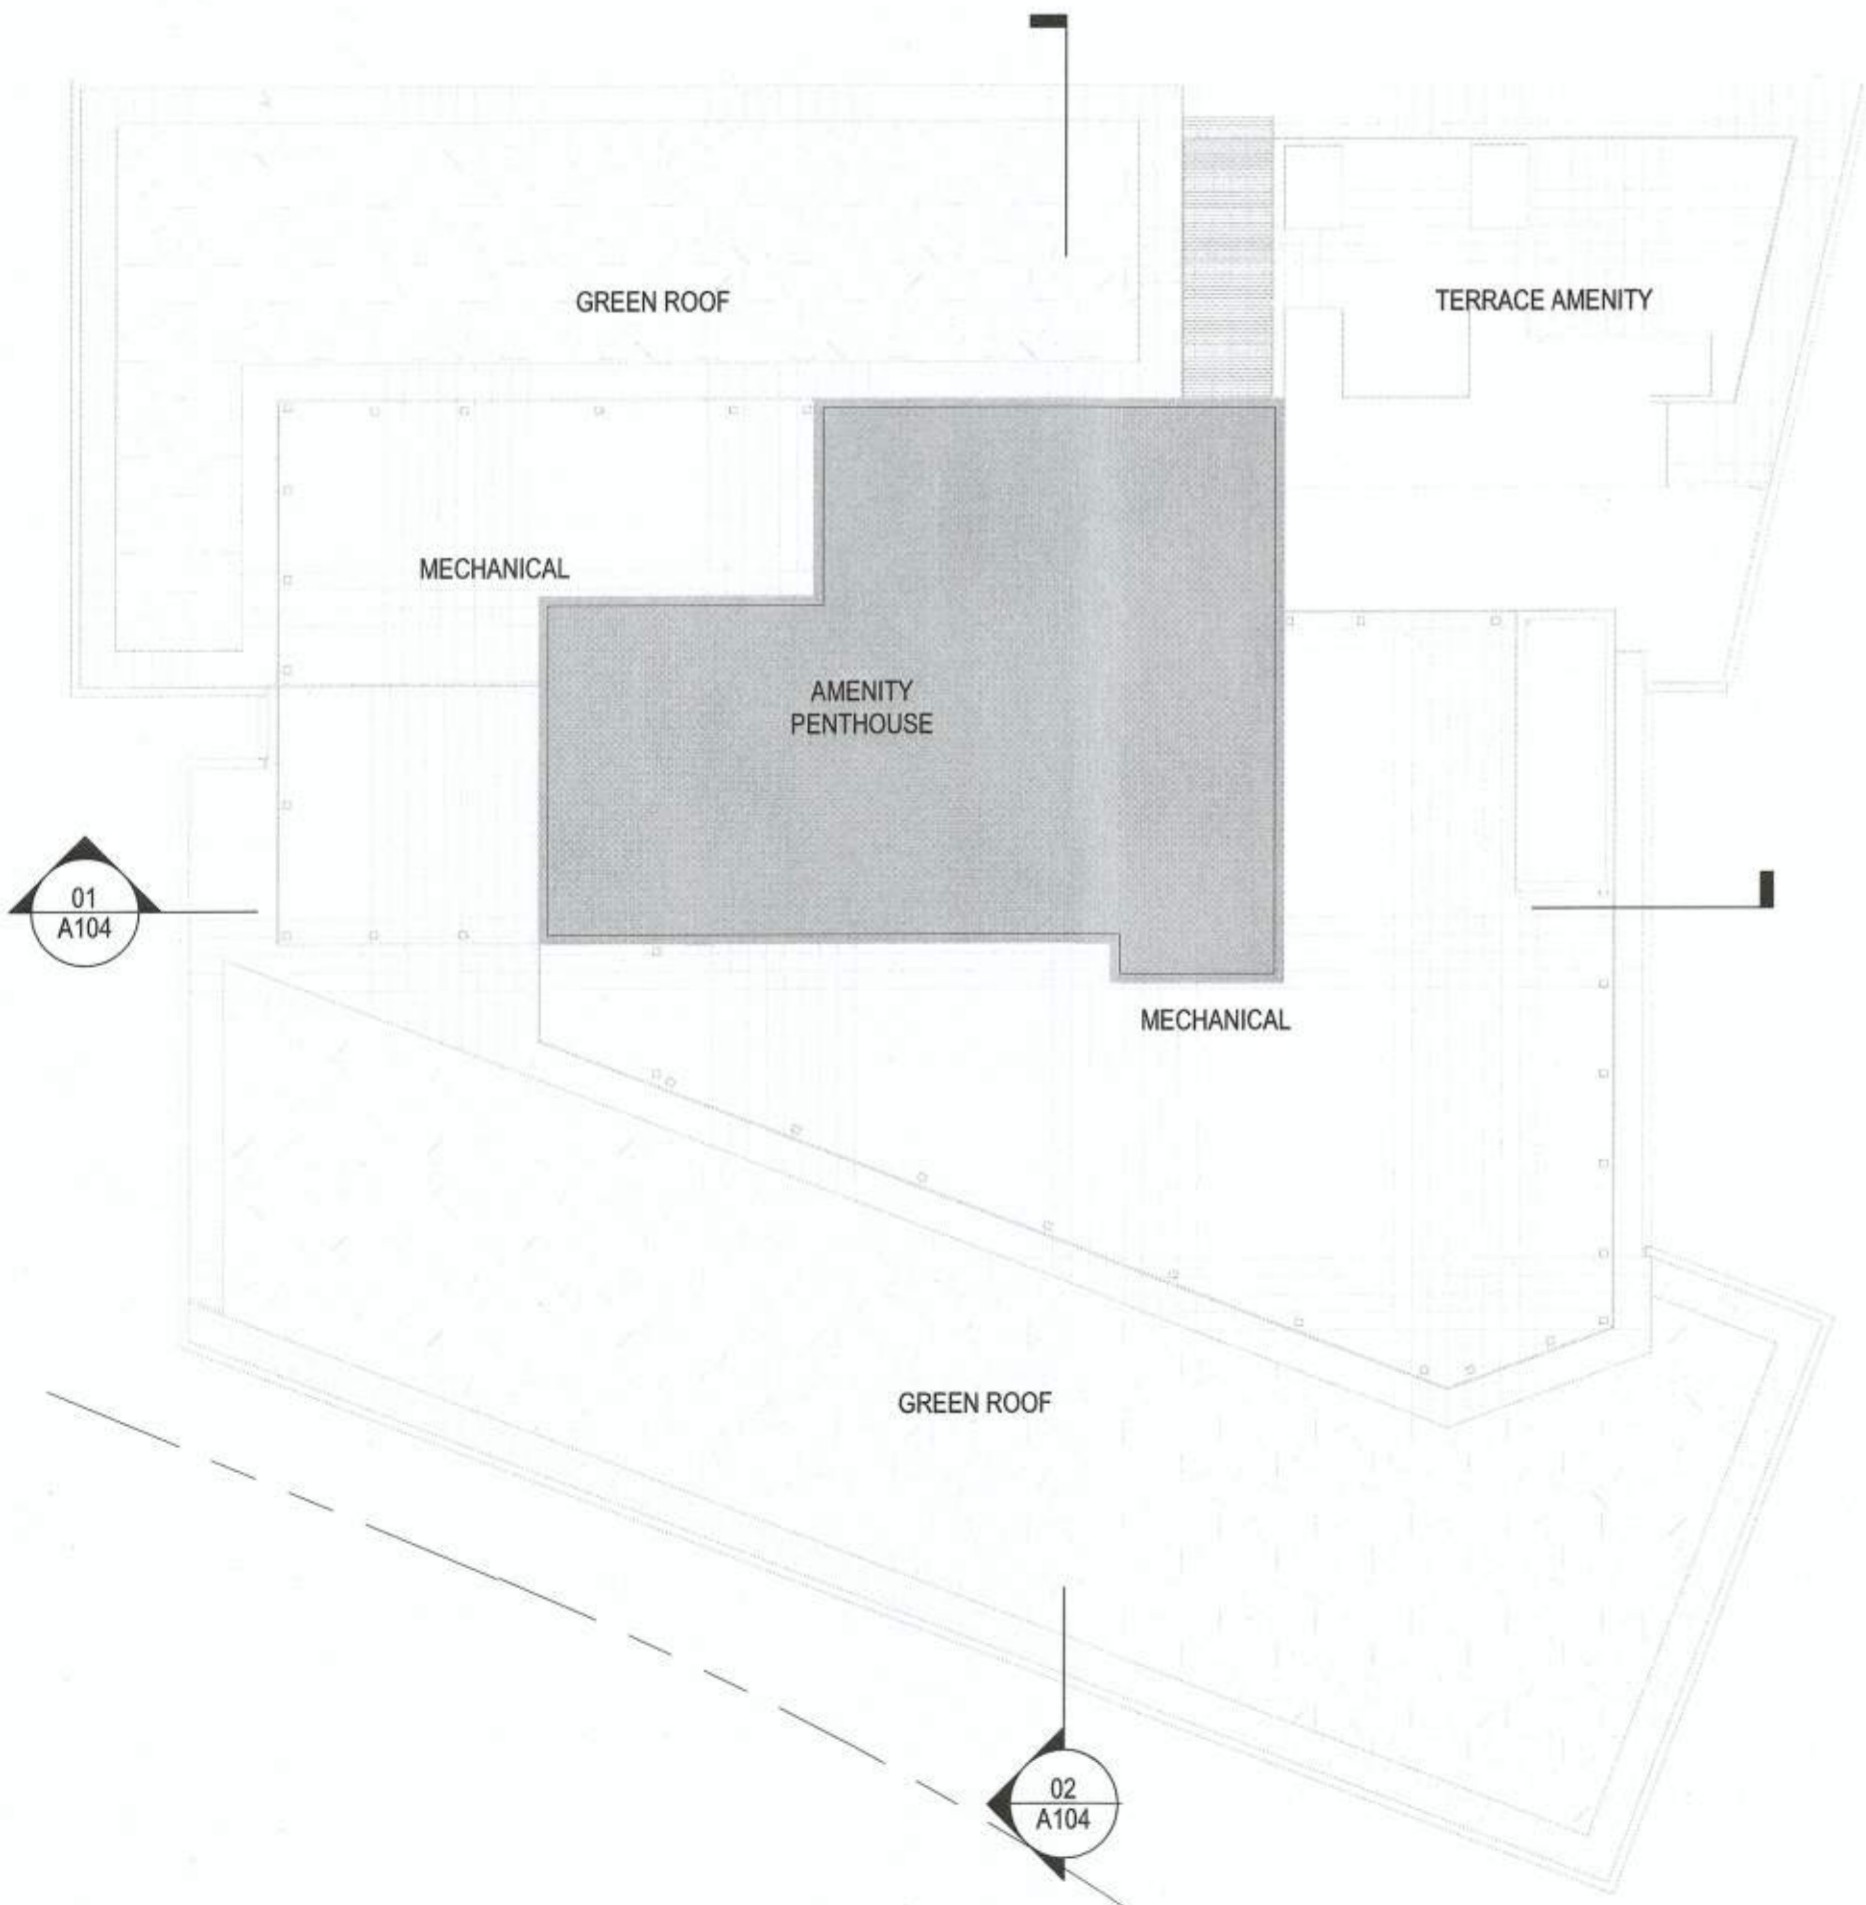 GREEN ROOF
TERRACE AMENITY
MECHANICAL
AMENITY
PENTHOUSE
01
A104
MECHANICAL
GREEN ROOF
02
A104